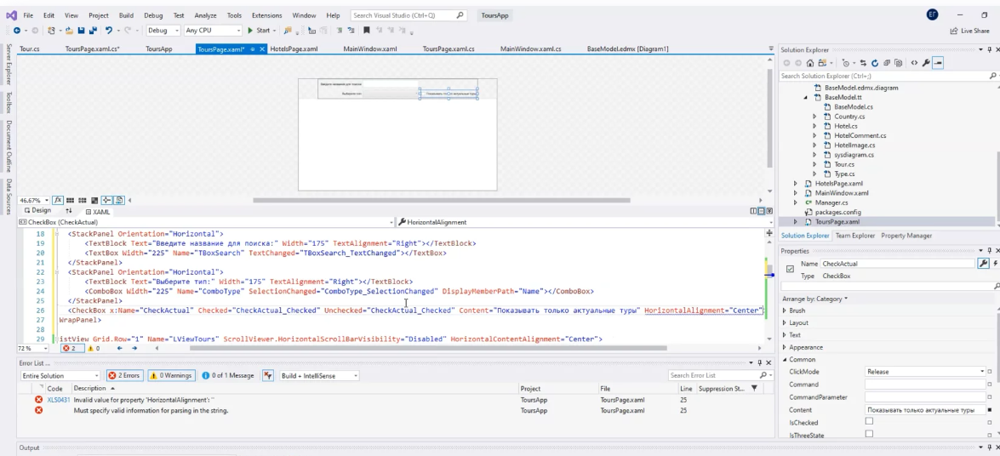 File Edit View Project Build Debug Test Analyze Tools Extensions Window Help Search Visual Studio (Ctrl+Q) ToursApp ЕГ
Debug Any CPU Start Live Share
Tour.cs ToursPage.xaml.cs* ToursApp ToursPage.xaml* HotelsPage.xaml MainWindow.xaml ToursPage.xaml.cs MainWindow.xaml.cs BaseModel.edmx [Diagram1]
Server Explorer
Toolbox
Document Outline
Data Sources
Введите название для поиска:
Выберите тип: Показывать только актуальные туры
46.67%
Design XAML
CheckBox (CheckActual) HorizontalAlignment
18 <StackPanel Orientation="Horizontal">
19 <TextBlock Text="Введите название для поиска:" Width="175" TextAlignment="Right"></TextBlock>
20 <TextBox Width="225" Name="TBoxSearch" TextChanged="TBoxSearch_TextChanged"></TextBox>
21 </StackPanel>
22 <StackPanel Orientation="Horizontal">
23 <TextBlock Text="Выберите тип:" Width="175" TextAlignment="Right"></TextBlock>
24 <ComboBox Width="225" Name="ComboType" SelectionChanged="ComboType_SelectionChanged" DisplayMemberPath="Name"></ComboBox>
25 </StackPanel>
26 <CheckBox x:Name="CheckActual" Checked="CheckActual_Checked" Unchecked="CheckActual_Checked" Content="Показывать только актуальные туры" HorizontalAlignment="Center"
27 WrapPanel>
28
29 istView Grid.Row="1" Name="LViewTours" ScrollViewer.HorizontalScrollBarVisibility="Disabled" HorizontalContentAlignment="Center">
72 % 2 0
Error List ...
Entire Solution 2 Errors 0 Warnings 0 of 1 Message Build + IntelliSense Search Error List
Code Description Project File Line Suppression St...
XLS0431 Invalid value for property 'HorizontalAlignment': '' ToursApp ToursPage.xaml 25
Must specify valid information for parsing in the string. ToursApp ToursPage.xaml 25
Output
Solution Explorer
Search Solution Explorer (Ctrl+;)
BaseModel.edmx.diagram
BaseModel.tt
BaseModel.cs
Country.cs
Hotel.cs
HotelComment.cs
HotelImage.cs
sysdiagram.cs
Tour.cs
Type.cs
HotelsPage.xaml
MainWindow.xaml
C# Manager.cs
packages.config
ToursPage.xaml
Solution Explorer Team Explorer Property Manager
Properties
Name CheckActual
Type CheckBox
Arrange by: Category
Brush
Layout
Text
Appearance
Common
ClickMode Release
Command
CommandParameter
Content Показывать только актуальные туры
IsChecked
IsThreeState